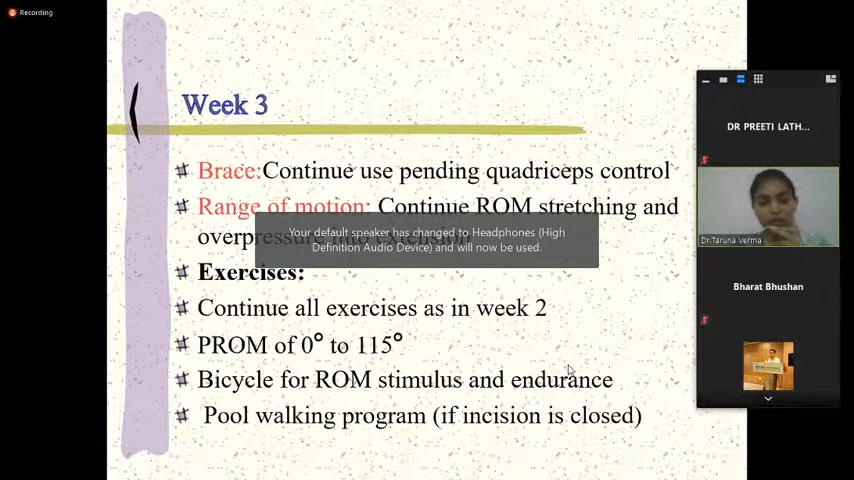 Recording
Week 3
Brace:Continue use pending quadriceps control
Range of motion: Continue ROM stretching and
overpressure into extension
Your default speaker has changed to Headphones (High
Definition Audio Device) and will now be used.
Exercises:
Continue all exercises as in week 2
PROM of 0° to 115°
Bicycle for ROM stimulus and endurance
Pool walking program (if incision is closed)
DR PREETI LATH...
Dr.Taruna Verma
Bharat Bhushan